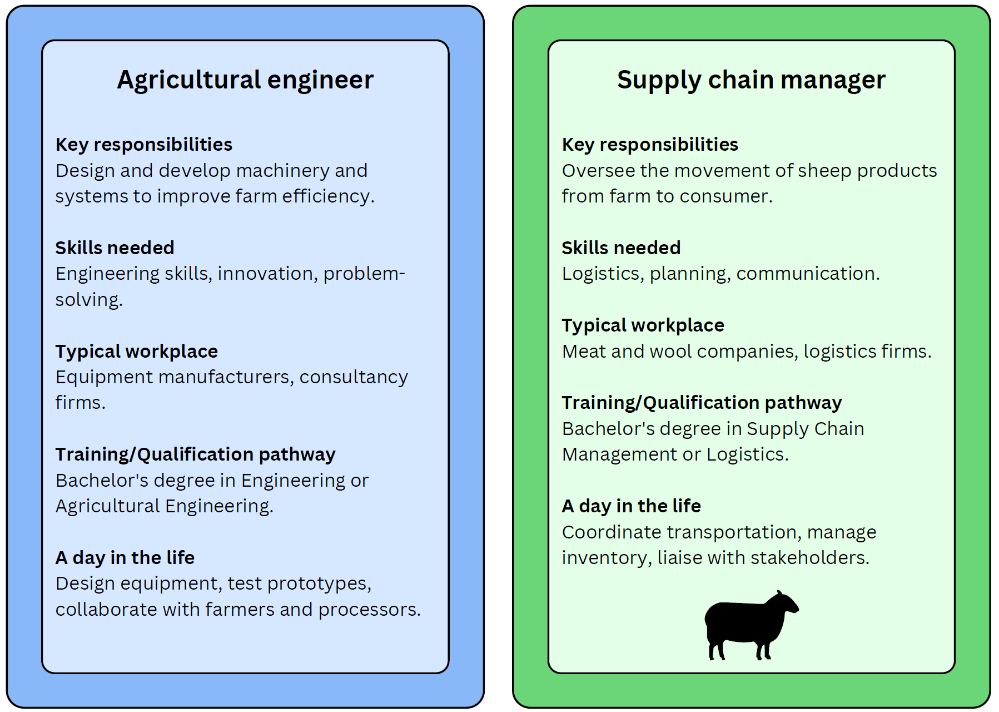 Agricultural engineer
Key responsibilities
Design and develop machinery and
systems to improve farm efficiency.
Skills needed
Engineering skills, innovation, problem-
solving.
Typical workplace
Equipment manufacturers, consultancy
firms.
Training/Qualification pathway
Bachelor's degree in Engineering or
Agricultural Engineering.
A day in the life
Design equipment, test prototypes,
collaborate with farmers and processors.
Supply chain manager
Key responsibilities
Oversee the movement of sheep products
from farm to consumer.
Skills needed
Logistics, planning, communication.
Typical workplace
Meat and wool companies, logistics firms.
Training/Qualification pathway
Bachelor's degree in Supply Chain
Management or Logistics.
A day in the life
Coordinate transportation, manage
inventory, liaise with stakeholders.